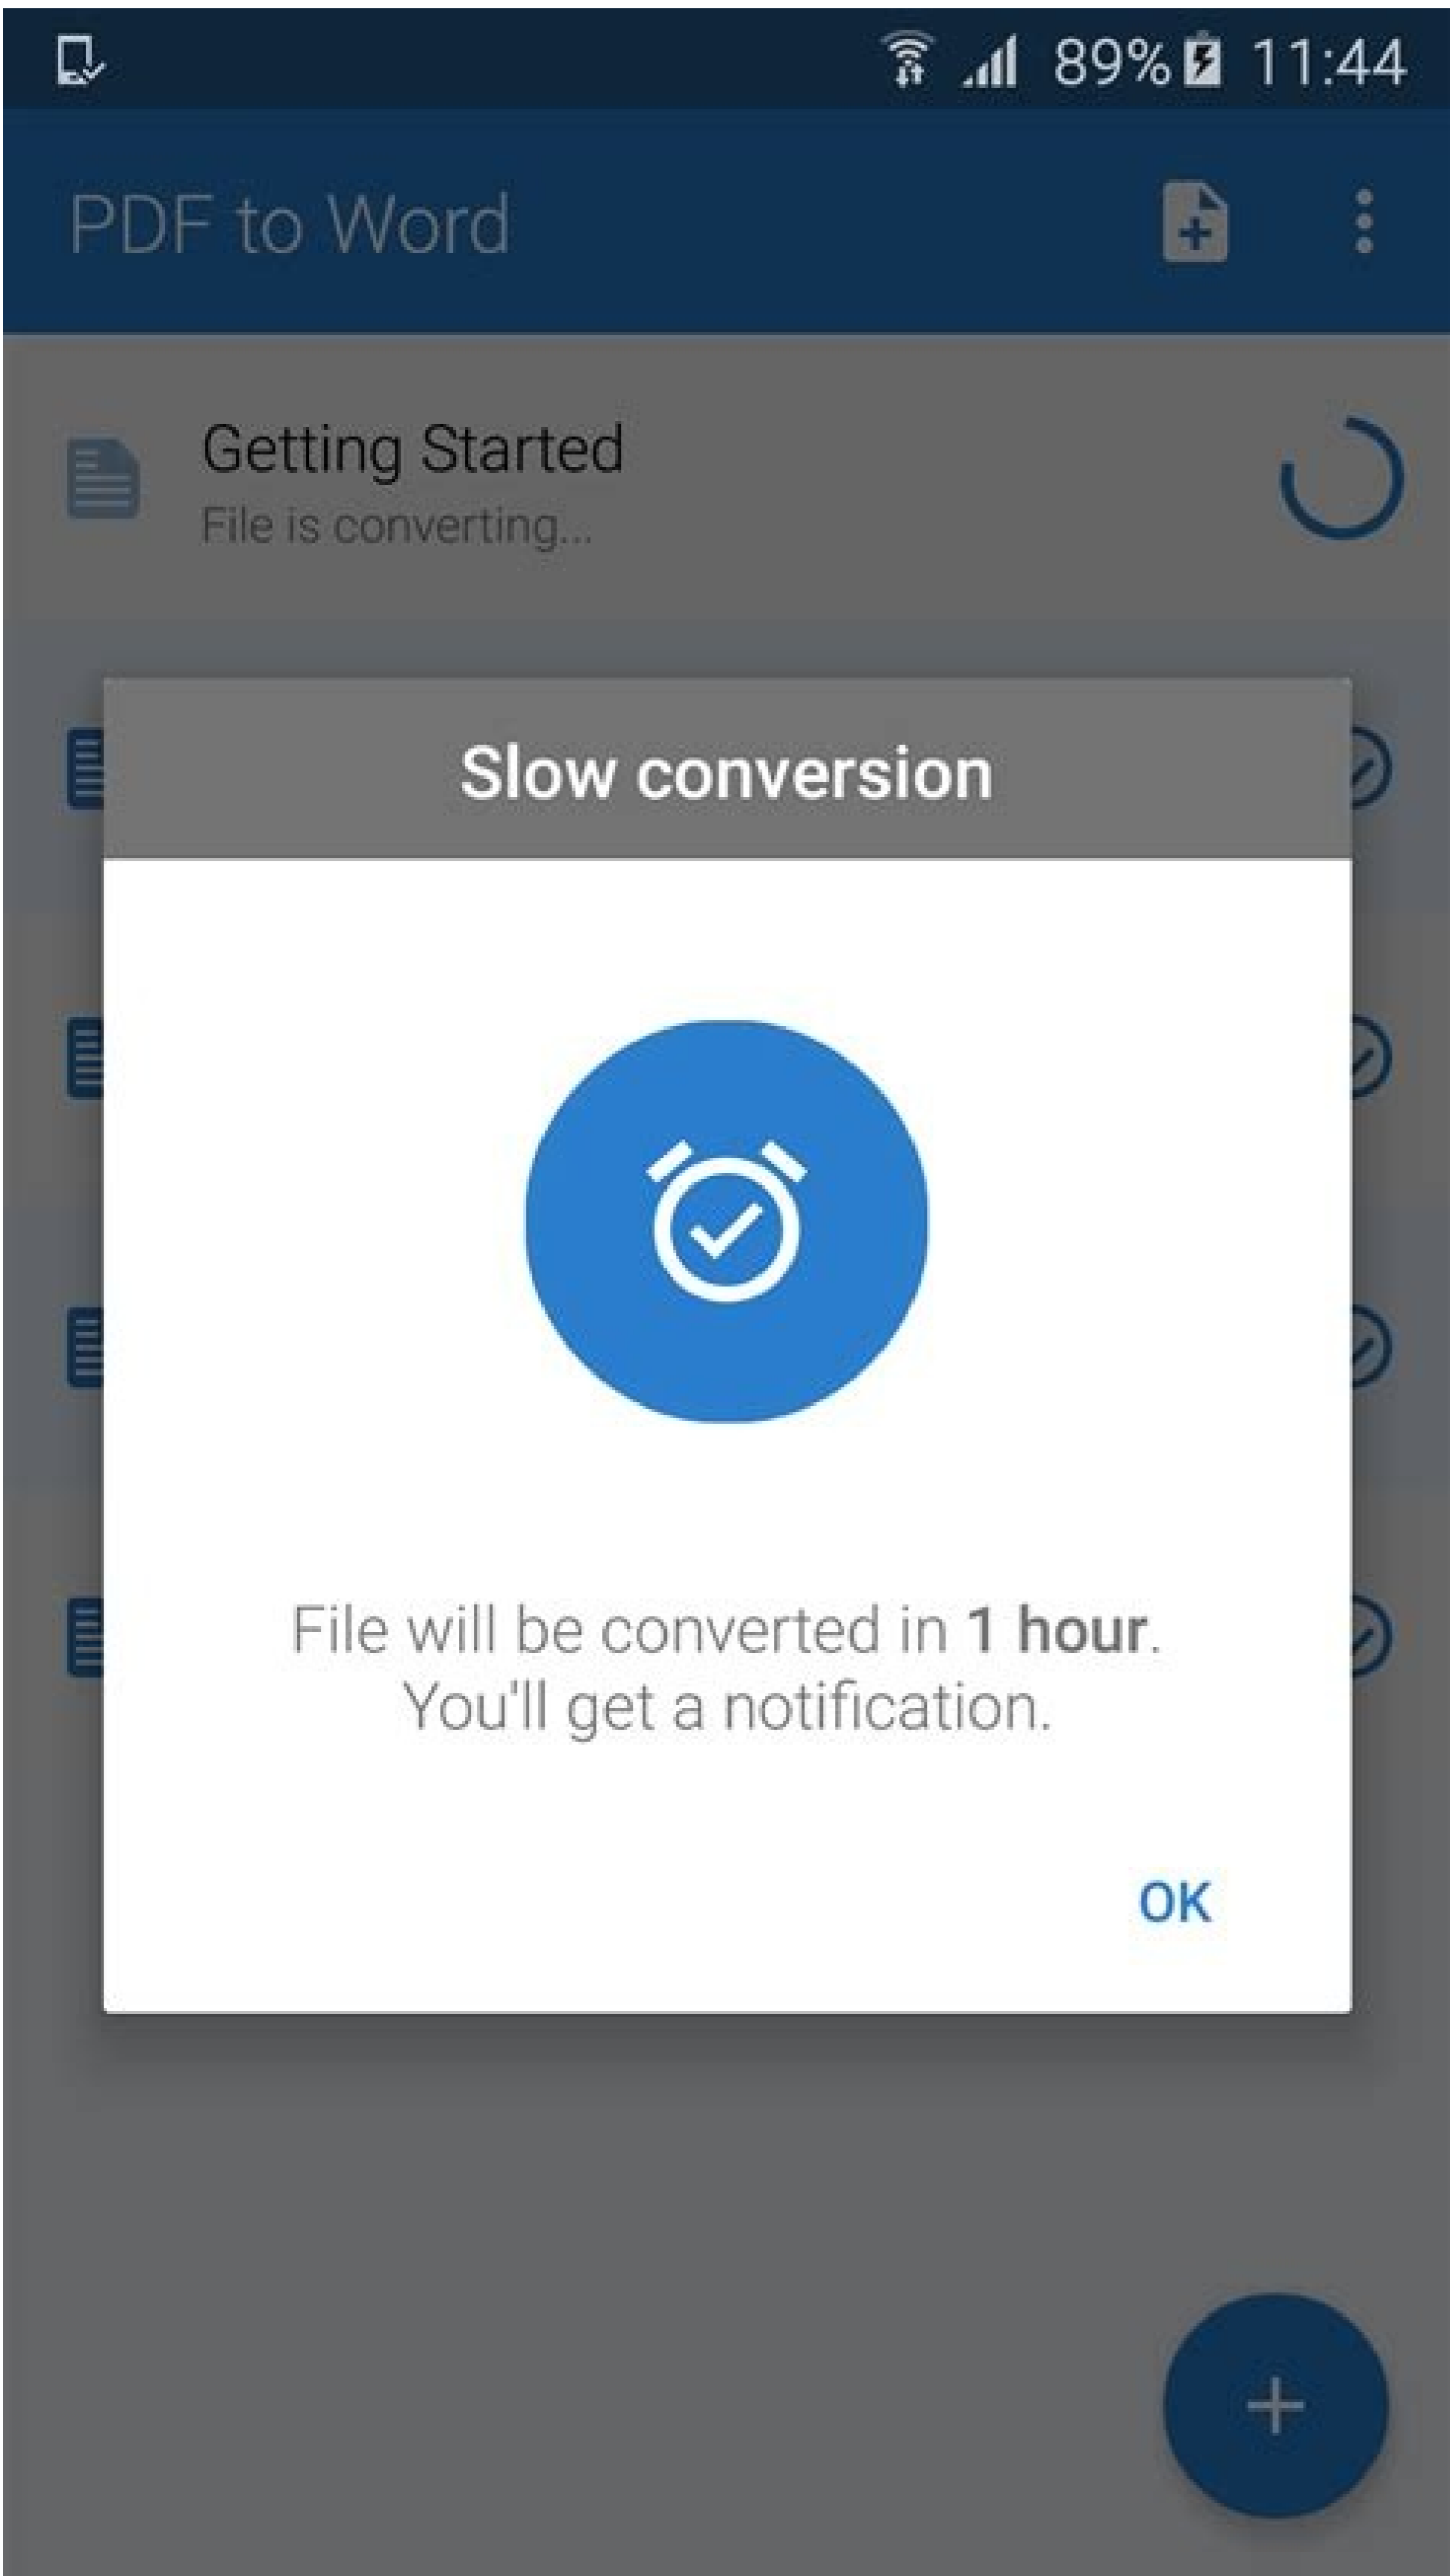 89% 11:44
PDF to Word
Getting Started
File is converting...
Slow conversion
File will be converted in 1 hour.
You'll get a notification.
OK